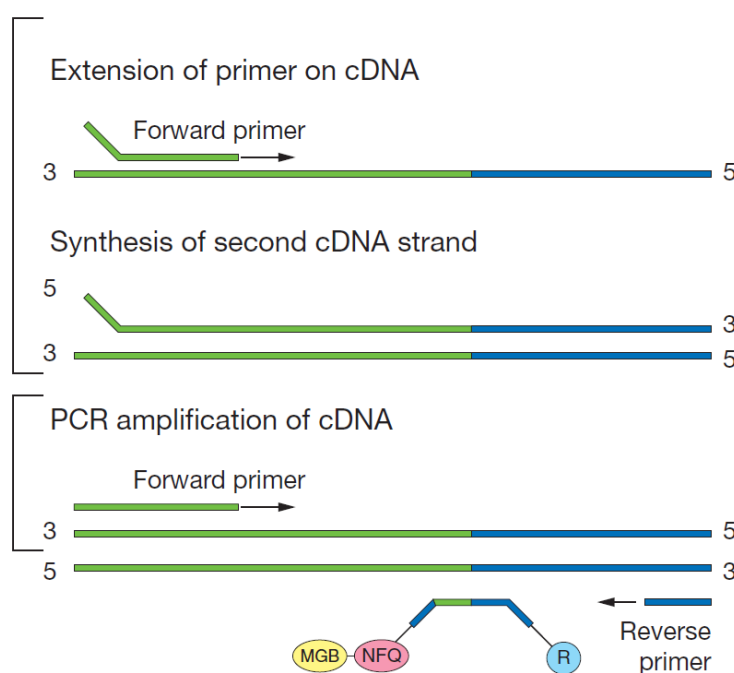 Extension of primer on cDNA
Forward primer
3 5
Synthesis of second cDNA strand
5
3
3 5
PCR amplification of cDNA
Forward primer
3 5
5 3
MGB NFQ R
Reverse
primer